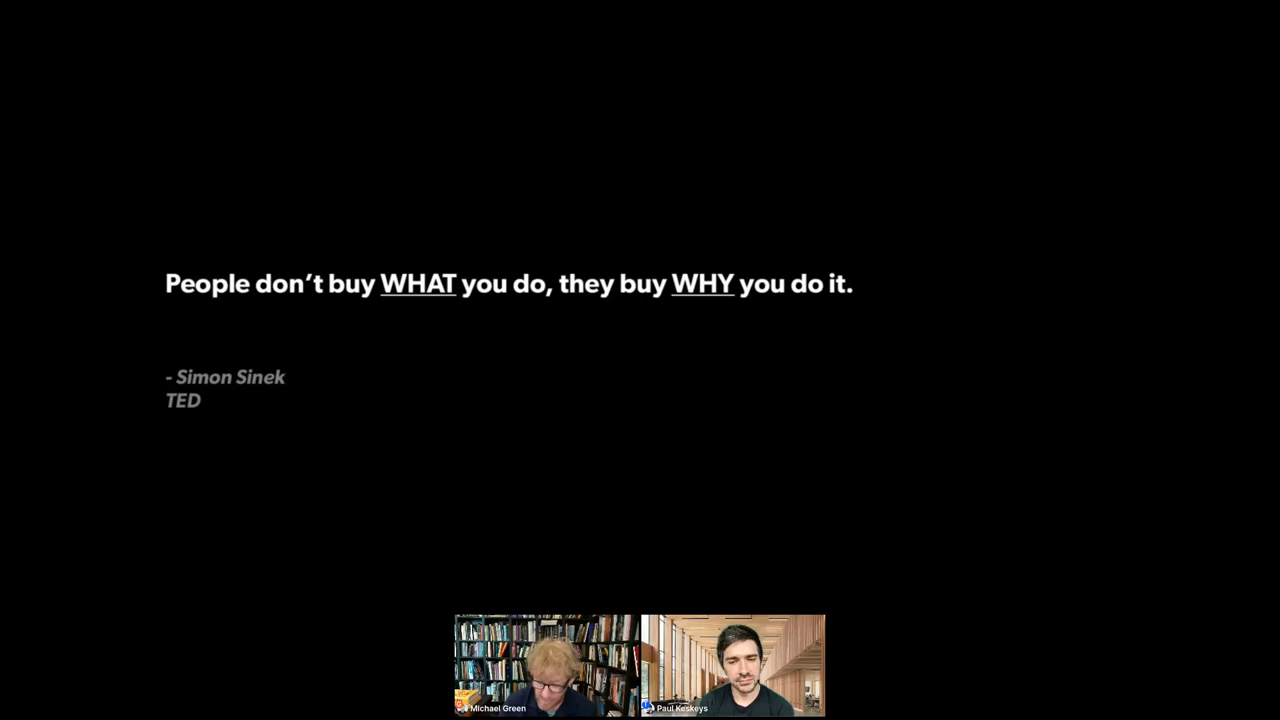 People don’t buy WHAT you do, they buy WHY you do it.
- Simon Sinek
TED
Michael Green
Paul Keskeys